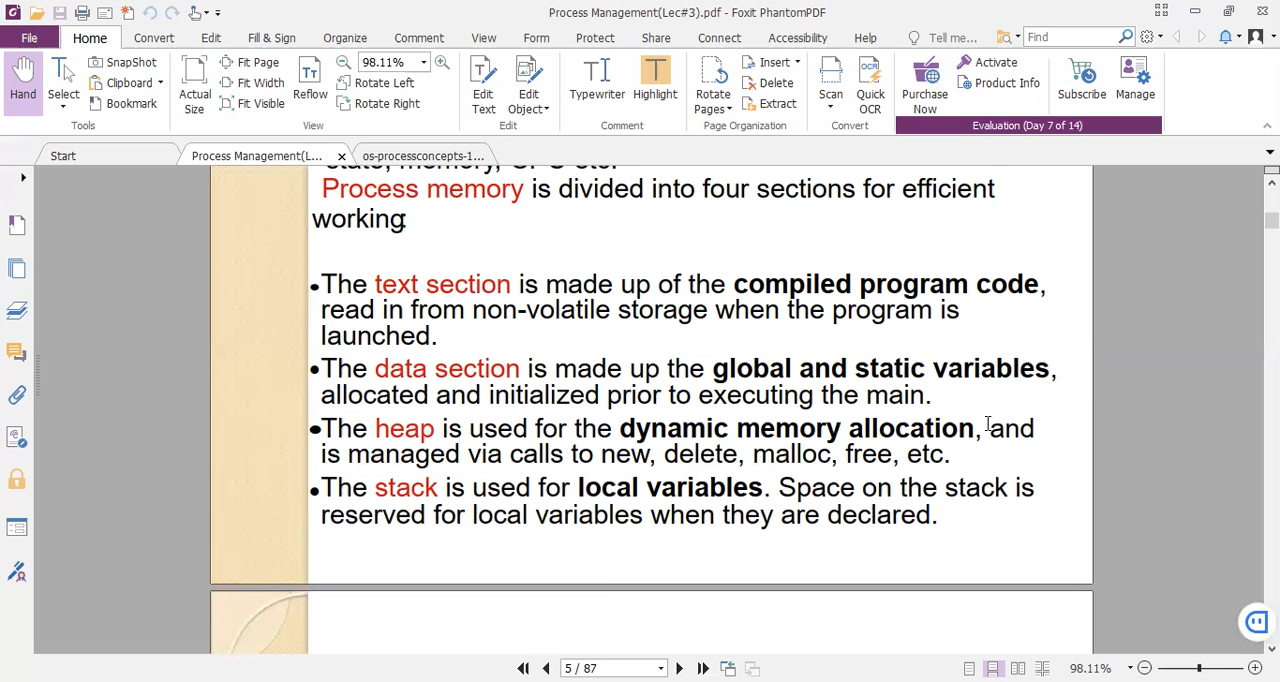 Process Management(Lec#3).pdf - Foxit PhantomPDF
File Home Convert Edit Fill & Sign Organize Comment View Form Protect Share Connect Accessibility Help Tell me... Find
Hand
Select
SnapShot
Clipboard
Bookmark
Tools
Actual Size
Fit Page
Fit Width
Fit Visible
Reflow
98.11%
Rotate Left
Rotate Right
View
Edit Text
Edit Object
Edit
Typewriter
Highlight
Comment
Rotate Pages
Insert
Delete
Extract
Page Organization
Scan
Quick OCR
Convert
Purchase Now
Activate
Product Info
Subscribe
Manage
Evaluation (Day 7 of 14)
Start
Process Management(L...
os-processconcepts-1...
state, memory, CPU etc.
Process memory is divided into four sections for efficient
working.
•The text section is made up of the compiled program code,
read in from non-volatile storage when the program is
launched.
•The data section is made up the global and static variables,
allocated and initialized prior to executing the main.
•The heap is used for the dynamic memory allocation, and
is managed via calls to new, delete, malloc, free, etc.
•The stack is used for local variables. Space on the stack is
reserved for local variables when they are declared.
5 / 87
98.11%